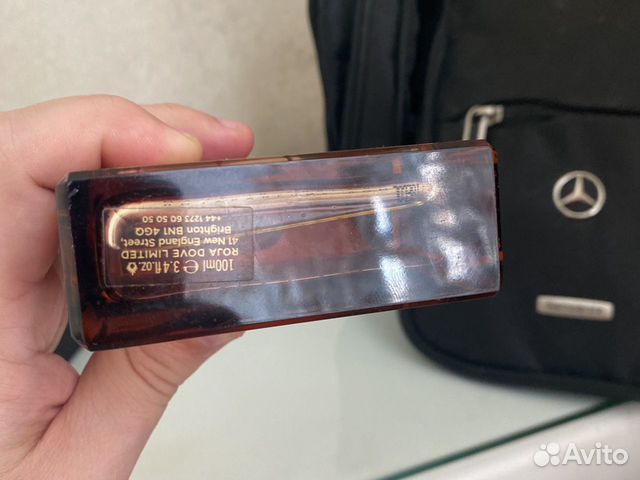 100ml ℮ 3.4fl.oz
ROJA DOVE LIMITED
41 New England Street,
Brighton BN1 4GQ
+44 1273 60 50 50
Avito